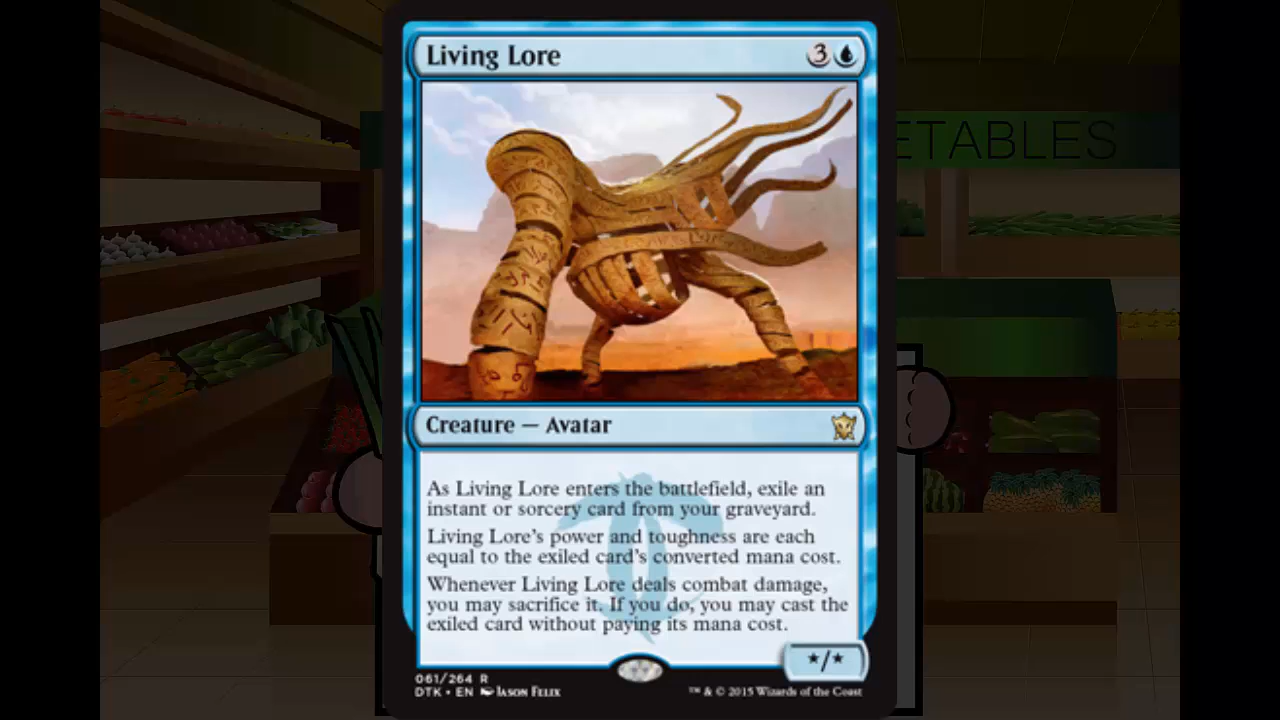 Living Lore
3
ETABLES
Creature — Avatar
As Living Lore enters the battlefield, exile an
instant or sorcery card from your graveyard.
Living Lore's power and toughness are each
equal to the exiled card's converted mana cost.
Whenever Living Lore deals combat damage,
you may sacrifice it. If you do, you may cast the
exiled card without paying its mana cost.
*/*
061/264 R
DTK • EN Jason Felix
™ & © 2015 Wizards of the Coast